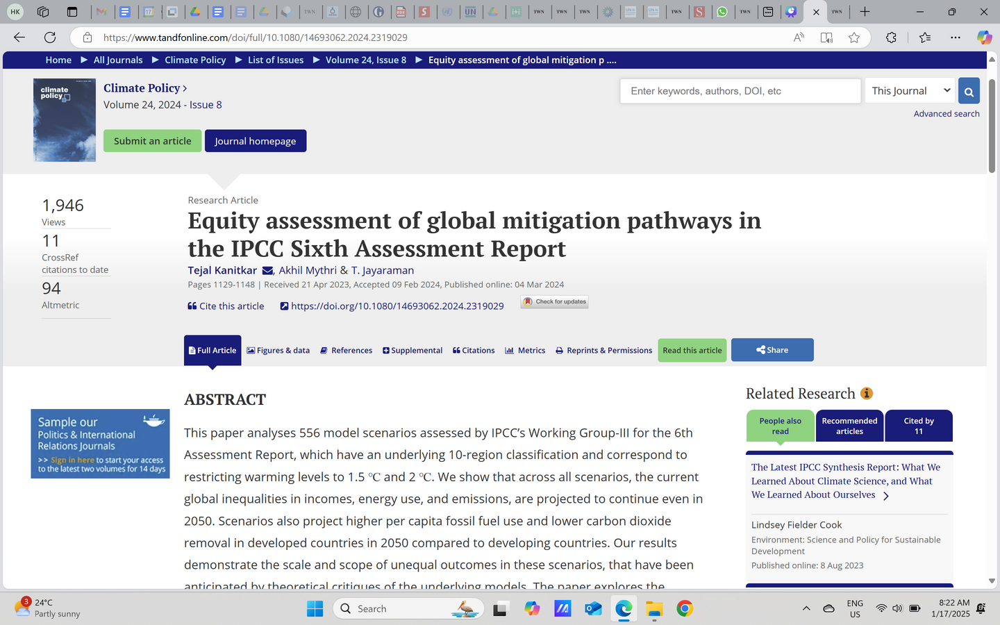 HK
17
TWN
PDF
S
UN
i+i
TWN
TWN
TWN
TWN
S
TWN
TWN
https://www.tandfonline.com/doi/full/10.1080/14693062.2024.2319029
Home ▶ All Journals ▶ Climate Policy ▶ List of Issues ▶ Volume 24, Issue 8 ▶ Equity assessment of global mitigation p ....
climate
policy
Climate Policy >
Volume 24, 2024 - Issue 8
Submit an article
Journal homepage
Enter keywords, authors, DOI, etc
This Journal
Advanced search
1,946
Views
11
CrossRef
citations to date
94
Altmetric
Research Article
Equity assessment of global mitigation pathways in
the IPCC Sixth Assessment Report
Tejal Kanitkar, Akhil Mythri & T. Jayaraman
Pages 1129-1148 | Received 21 Apr 2023, Accepted 09 Feb 2024, Published online: 04 Mar 2024
Cite this article
https://doi.org/10.1080/14693062.2024.2319029
Check for updates
Full Article
Figures & data
References
Supplemental
Citations
Metrics
Reprints & Permissions
Read this article
Share
Sample our
Politics & International
Relations Journals
>> Sign in here to start your access
to the latest two volumes for 14 days
ABSTRACT
This paper analyses 556 model scenarios assessed by IPCC's Working Group-III for the 6th
Assessment Report, which have an underlying 10-region classification and correspond to
restricting warming levels to 1.5 °C and 2 °C. We show that across all scenarios, the current
global inequalities in incomes, energy use, and emissions, are projected to continue even in
2050. Scenarios also project higher per capita fossil fuel use and lower carbon dioxide
removal in developed countries in 2050 compared to developing countries. Our results
demonstrate the scale and scope of unequal outcomes in these scenarios, that have been
anticipated by theoretical critiques of the underlying models. The paper explores the
Related Research
People also
read
Recommended
articles
Cited by
11
The Latest IPCC Synthesis Report: What We
Learned About Climate Science, and What
We Learned About Ourselves >
Lindsey Fielder Cook
Environment: Science and Policy for Sustainable
Development
Published online: 8 Aug 2023
3
24°C
Partly sunny
Search
ENG
US
8:22 AM
1/17/2025